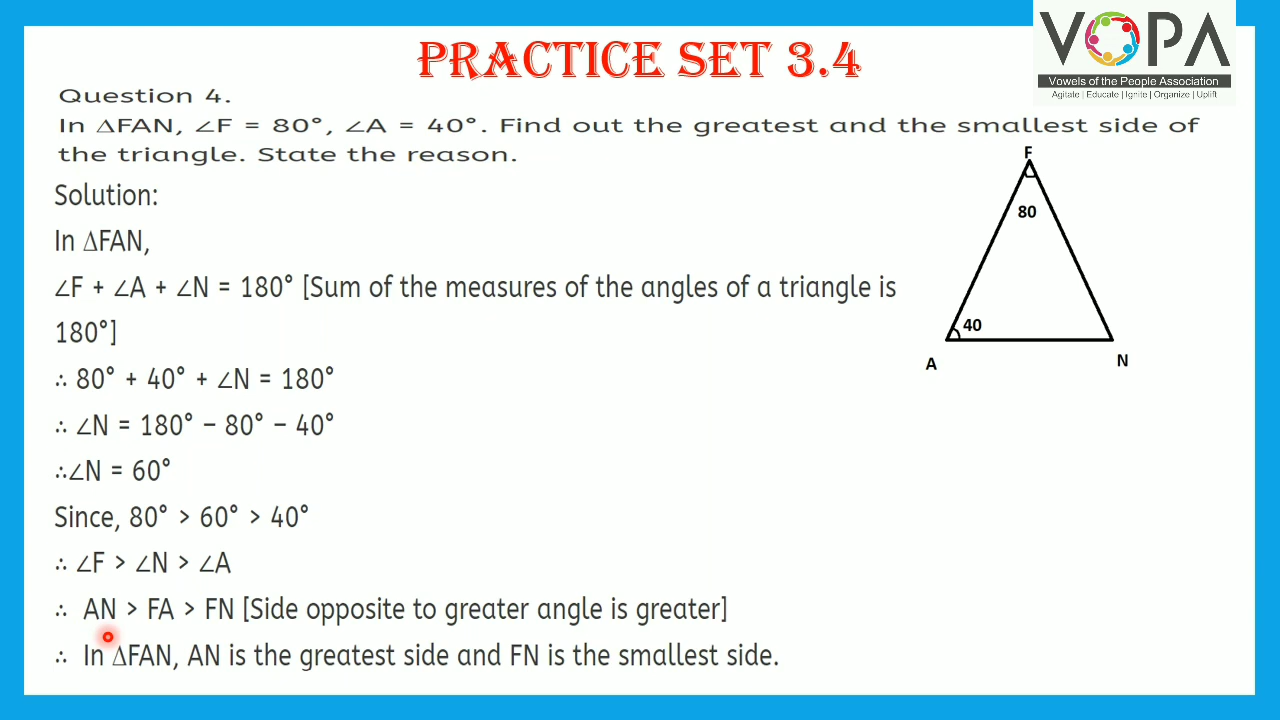 VOPA
Vowels of the People Association
Agitate | Educate | Ignite | Organize | Uplift
PRACTICE SET 3.4
Question 4.
In ∆FAN, ∠F = 80°, ∠A = 40°. Find out the greatest and the smallest side of
the triangle. State the reason.
Solution:
In ∆FAN,
∠F + ∠A + ∠N = 180° [Sum of the measures of the angles of a triangle is
180°]
∴ 80° + 40° + ∠N = 180°
∴ ∠N = 180° − 80° − 40°
∴∠N = 60°
Since, 80° > 60° > 40°
∴ ∠F > ∠N > ∠A
∴ AN > FA > FN [Side opposite to greater angle is greater]
∴ In ∆FAN, AN is the greatest side and FN is the smallest side.
F
80
40
A
N